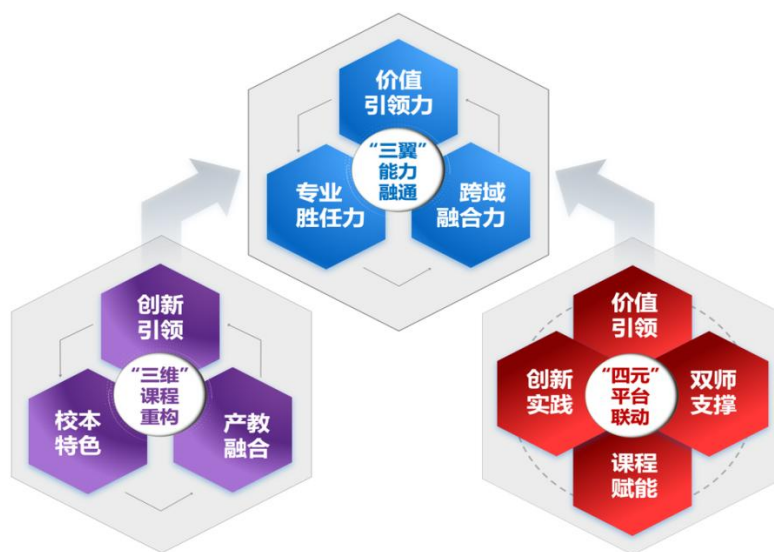 价值
引领力
“三翼”
能力
融通
专业
胜任力
跨域
融合力
创新
引领
“三维”
课程
重构
校本
特色
产教
融合
价值
引领
创新
实践
“四元”
平台
联动
双师
支撑
课程
赋能